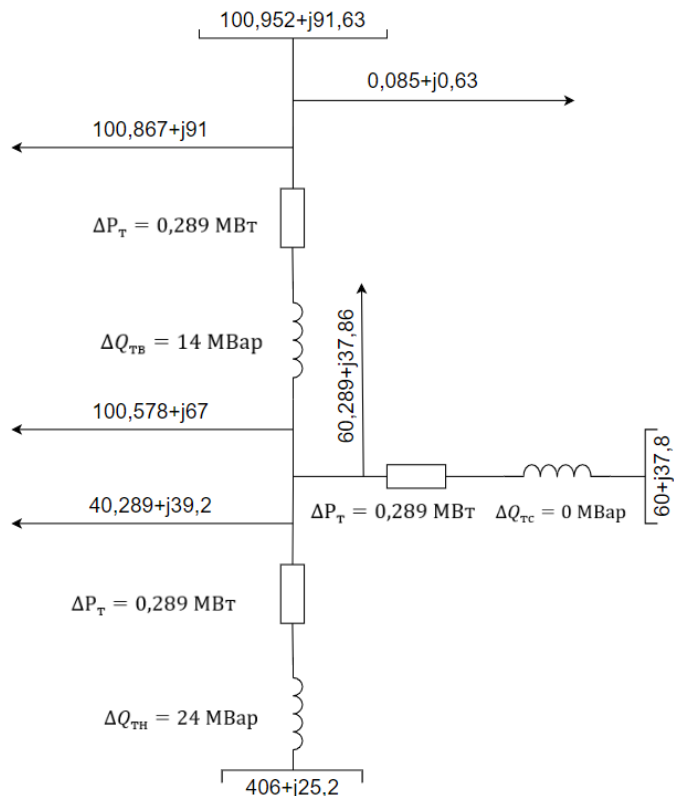 100,952+j91,63
0,085+j0,63
100,867+j91
ΔPт = 0,289 МВт
ΔQтв = 14 МВар
60,289+j37,86
100,578+j67
60+j37,8
40,289+j39,2
ΔPт = 0,289 МВт
ΔQтс = 0 МВар
ΔPт = 0,289 МВт
ΔQтн = 24 МВар
406+j25,2